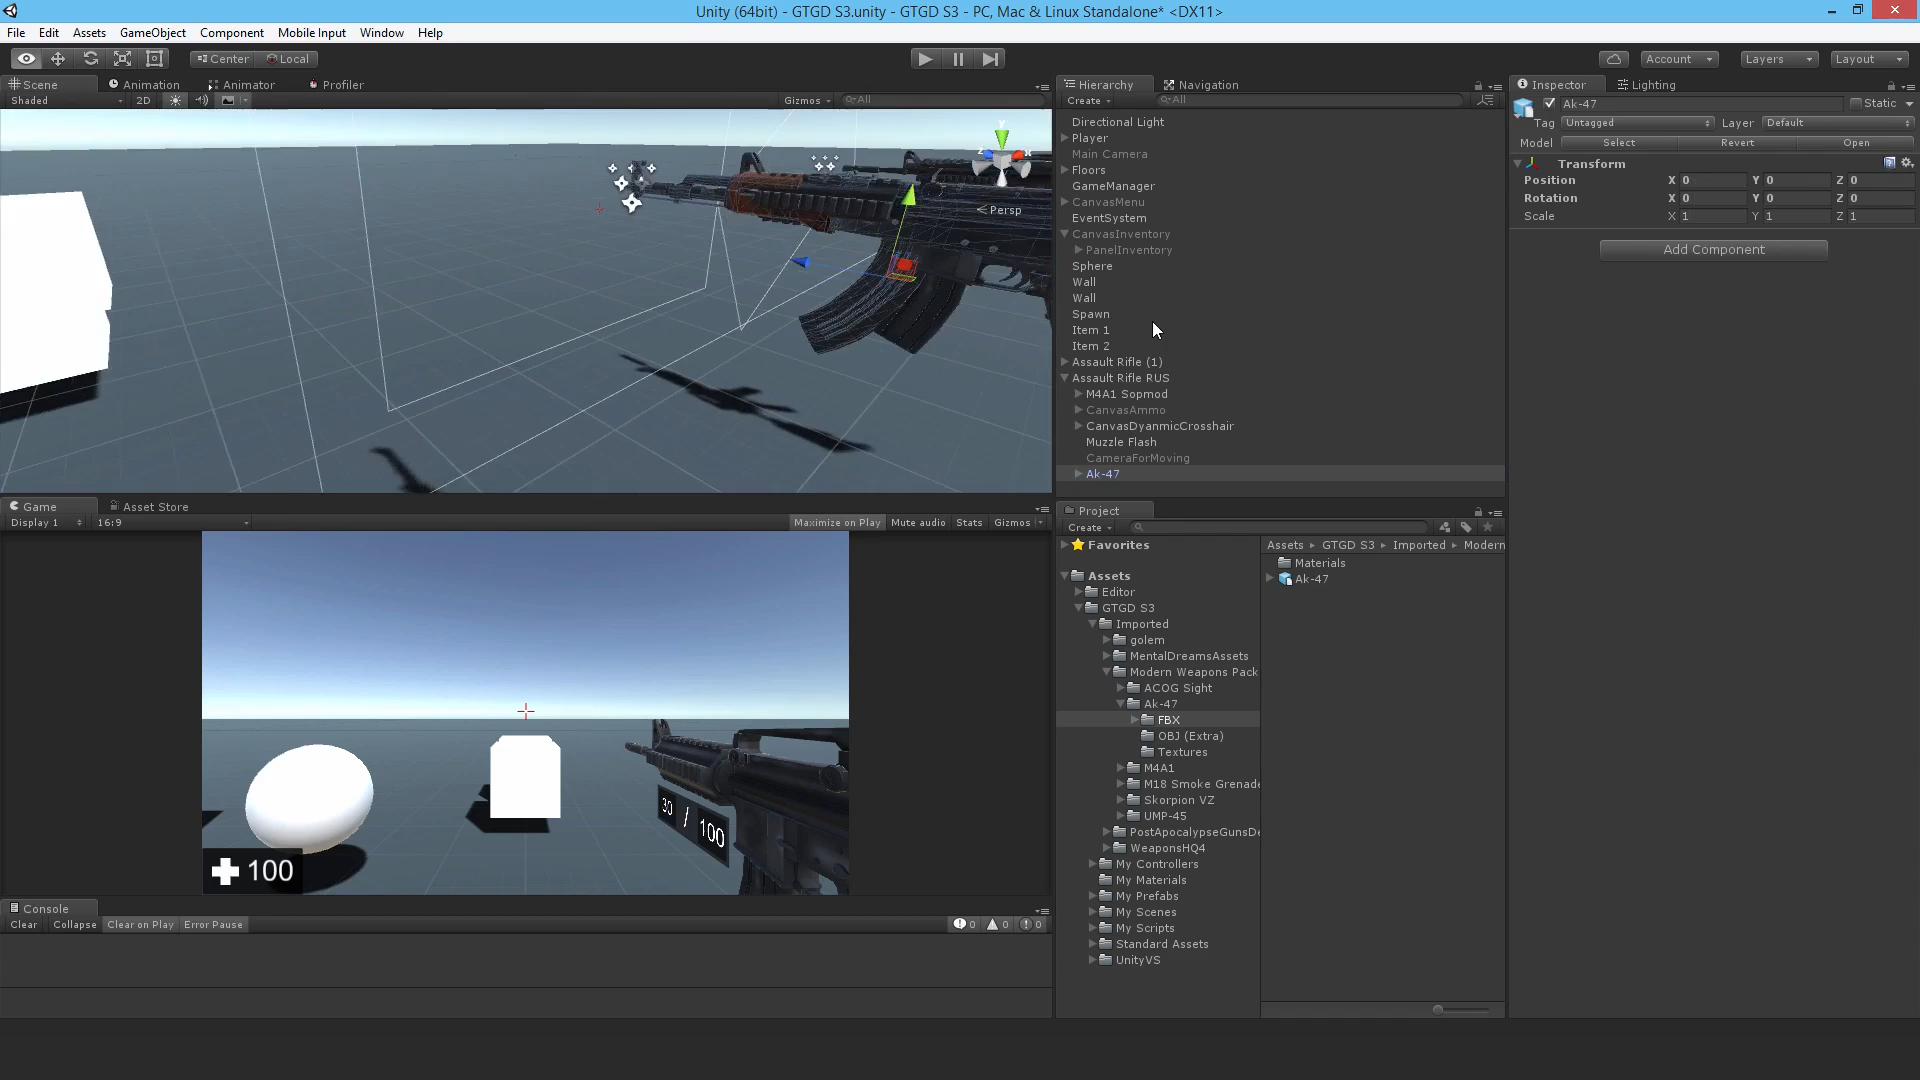 Unity (64bit) - GTGD S3.unity - GTGD S3 - PC, Mac & Linux Standalone* <DX11>
File Edit Assets GameObject Component Mobile Input Window Help
Center Local Account Layers Layout
Scene Animation Animator Profiler
Shaded 2D Gizmos All
Y
Z X
Persp
Hierarchy Navigation
Create All
Directional Light
Player
Main Camera
Floors
GameManager
CanvasMenu
EventSystem
CanvasInventory
PanelInventory
Sphere
Wall
Wall
Spawn
Item 1
Item 2
Assault Rifle (1)
Assault Rifle RUS
M4A1 Sopmod
CanvasAmmo
CanvasDyanmicCrosshair
Muzzle Flash
CameraForMoving
Ak-47
Inspector Lighting
Ak-47 Static
Tag Untagged Layer Default
Model Select Revert Open
Transform
Position X 0 Y 0 Z 0
Rotation X 0 Y 0 Z 0
Scale X 1 Y 1 Z 1
Add Component
Game Asset Store
Display 1 16:9 Maximize on Play Mute audio Stats Gizmos
30 / 100
100
Console
Clear Collapse Clear on Play Error Pause 0 0 0
Project
Create
Favorites
Assets
Editor
GTGD S3
Imported
golem
MentalDreamsAssets
Modern Weapons Pack
ACOG Sight
Ak-47
FBX
OBJ (Extra)
Textures
M4A1
M18 Smoke Grenade
Skorpion VZ
UMP-45
PostApocalypseGunsDe
WeaponsHQ4
My Controllers
My Materials
My Prefabs
My Scenes
My Scripts
Standard Assets
UnityVS
Assets GTGD S3 Imported Modern
Materials
Ak-47